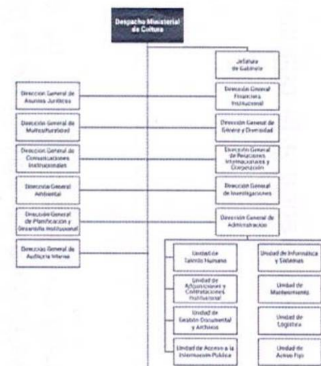 Despacho Ministerial
de Cultura
Jefatura
de Gabinete
Dirección General de
Asuntos Jurídicos
Dirección General
Financiera
Institucional
Dirección General
de Multiculturalidad
Dirección General de
Género y Diversidad
Dirección General de
Comunicaciones
Institucionales
Dirección General
de Relaciones
Internacionales y
Cooperación
Dirección General
Ambiental
Dirección General
de Investigaciones
Dirección General
de Planificación y
Desarrollo Institucional
Dirección General de
Administración
Dirección General de
Auditoría Interna
Unidad de
Talento Humano
Unidad de Informática
y Sistemas
Unidad de
Adquisiciones y
Contrataciones
Institucional
Unidad de
Mantenimiento
Unidad de
Gestión Documental
y Archivos
Unidad de
Logística
Unidad de Acceso a la
Información Pública
Unidad de
Activo Fijo